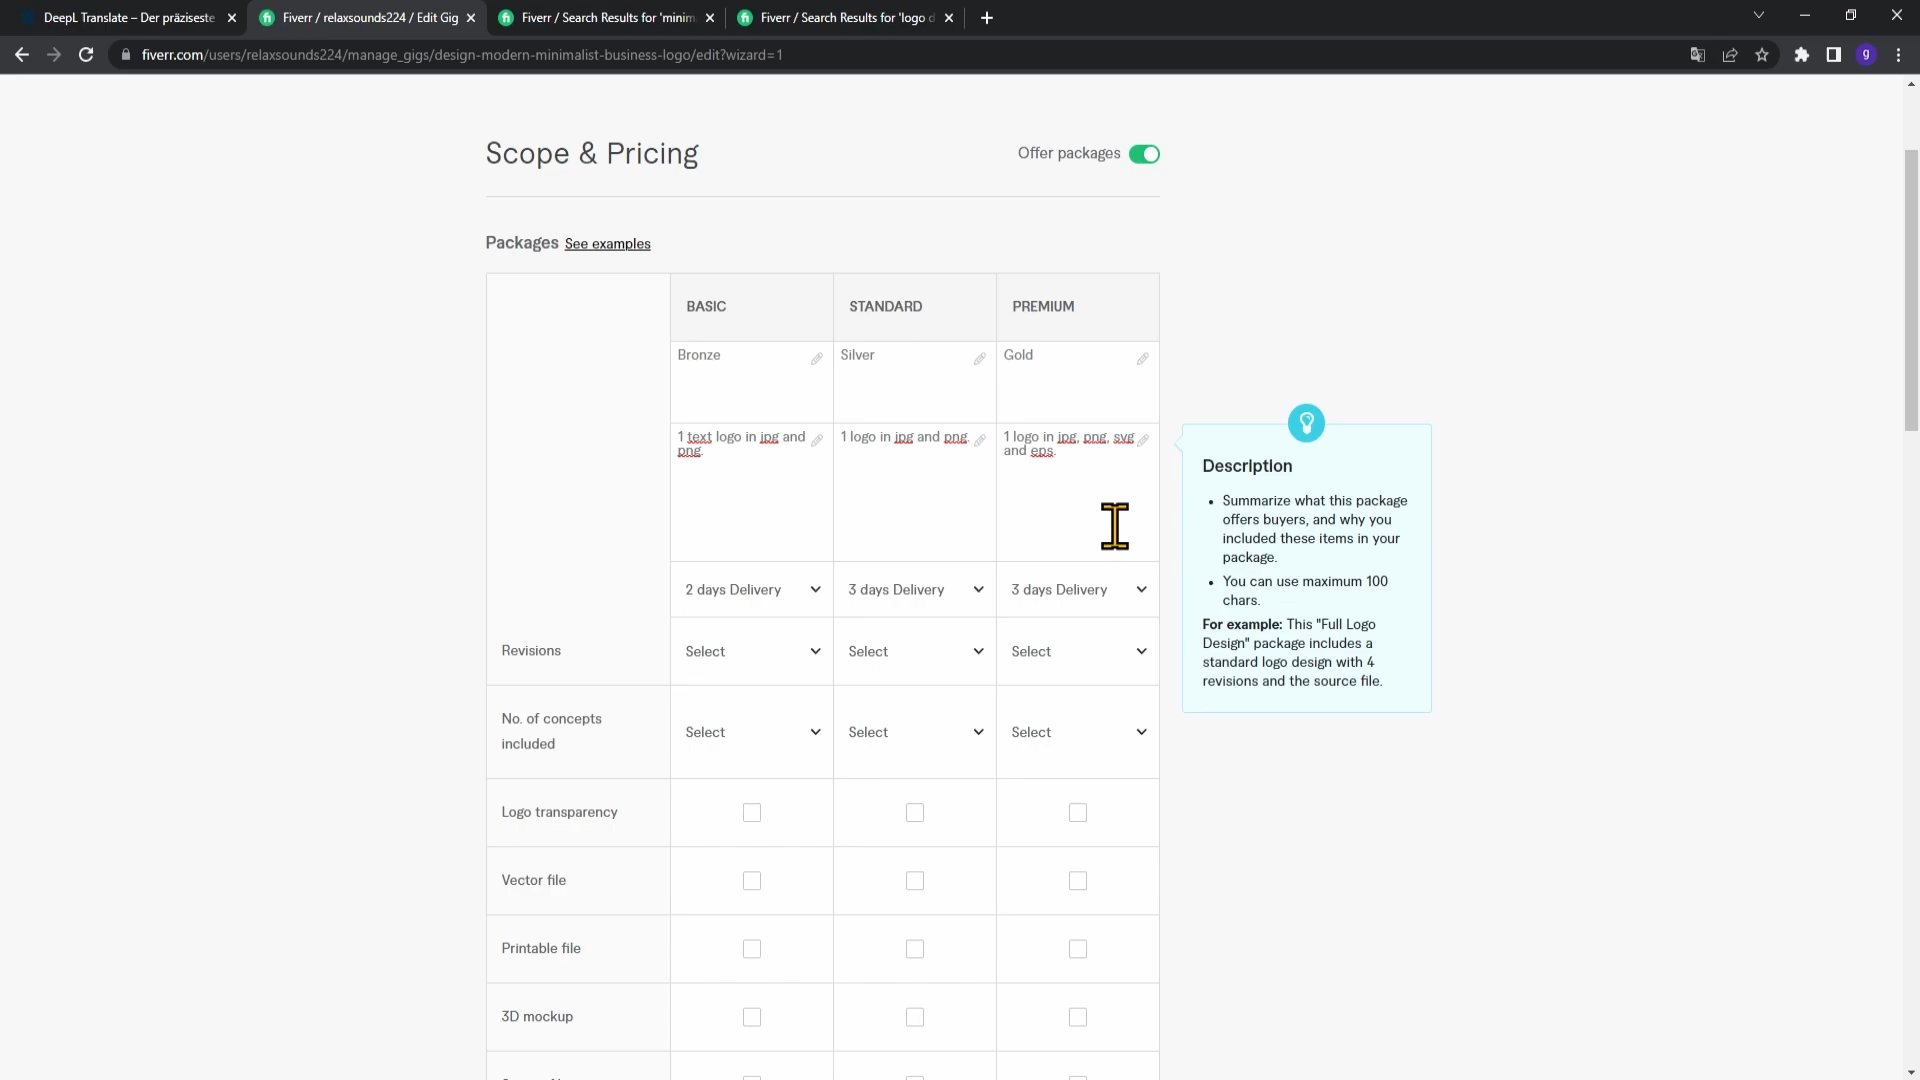 DeepL Translate – Der präziseste
Fiverr / relaxsounds224 / Edit Gig
Fiverr / Search Results for 'minim
Fiverr / Search Results for 'logo d
fiverr.com/users/relaxsounds224/manage_gigs/design-modern-minimalist-business-logo/edit?wizard=1
g
Scope & Pricing
Offer packages
Packages See examples
BASIC STANDARD PREMIUM
Bronze Silver Gold
1 text logo in jpg and png.
1 logo in jpg and png.
1 logo in jpg, png, svg and eps.
2 days Delivery 3 days Delivery 3 days Delivery
Revisions Select Select Select
No. of concepts included Select Select Select
Logo transparency
Vector file
Printable file
3D mockup
Description
Summarize what this package
offers buyers, and why you
included these items in your
package.
You can use maximum 100
chars.
For example: This "Full Logo
Design" package includes a
standard logo design with 4
revisions and the source file.